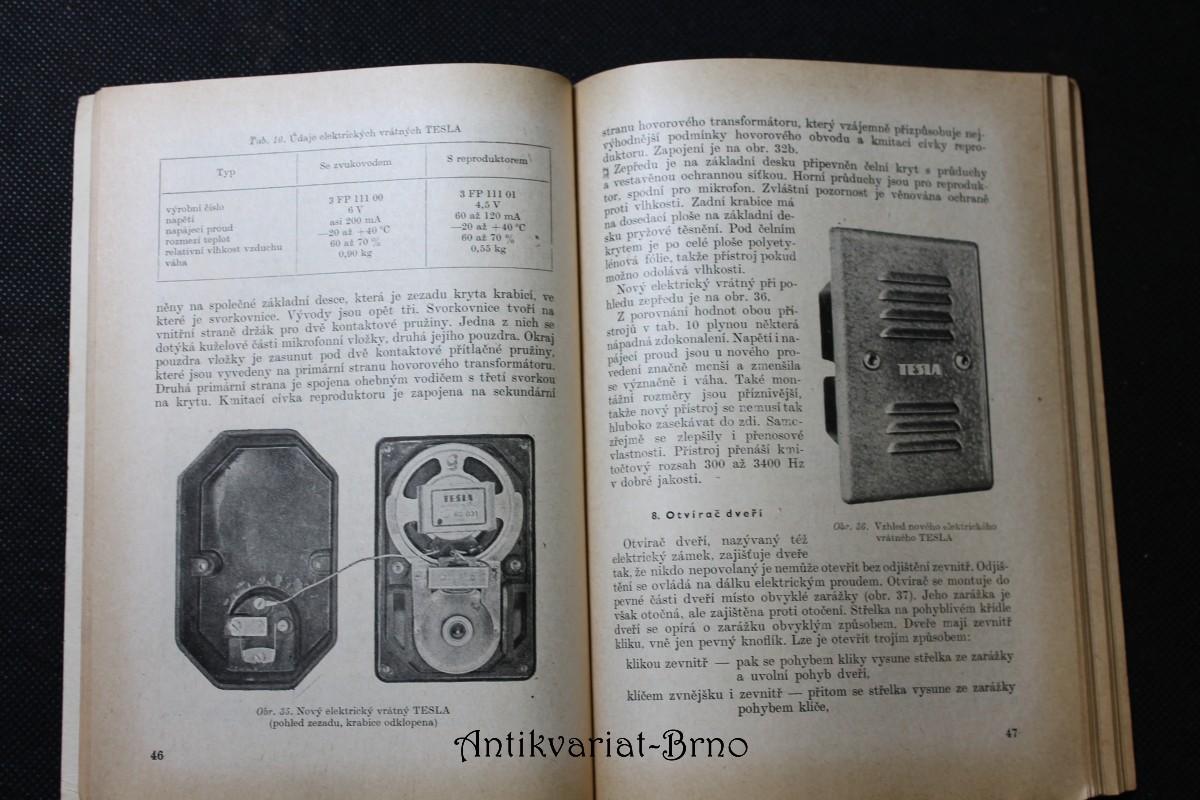 Tab. 10. Údaje elektrických vrátných TESLA
Typ
Se zvukovodem
S reproduktorem
výrobní číslo
napětí
napájecí proud
rozmezí teplot
relativní vlhkost vzduchu
váha
3 FP 111 00
6 V
asi 200 mA
—20 až +40 °C
60 až 70 %
0,90 kg
3 FP 111 01
4,5 V
60 až 120 mA
—20 až +40 °C
60 až 70 %
0,55 kg
něny na společné základní desce, která je zezadu kryta krabicí, ve
které je svorkovnice. Vývody jsou opět tři. Svorkovnice tvoří na
vnitřní straně držák pro dvě kontaktové pružiny. Jedna z nich se
dotýká kuželové části mikrofonní vložky, druhá jejího pouzdra. Okraj
pouzdra vložky je zasunut pod dvě kontaktové přítlačné pružiny,
které jsou vyvedeny na primární stranu hovorového transformátoru.
Druhá primární strana je spojena ohebným vodičem s třetí svorkou
na krytu. Kmitací cívka reproduktoru je zapojena na sekundární
TESLA
Obr. 35. Nový elektrický vrátný TESLA
(pohled zezadu, krabice odklopena)
46
stranu hovorového transformátoru, který vzájemně přizpůsobuje nej-
výhodnější podmínky hovorového obvodu a kmitací cívky repro-
duktoru. Zapojení je na obr. 32b.
Zepředu je na základní desku připevněn čelní kryt s průduchy
a vestavěnou ochrannou síťkou. Horní průduchy jsou pro reproduk-
tor, spodní pro mikrofon. Zvláštní pozornost je věnována ochraně
proti vlhkosti. Zadní krabice má
na dosedací ploše na základní de-
sku pryžové těsnění. Pod čelním
krytem je po celé ploše polyety-
lénová fólie, takže přístroj pokud
možno odolává vlhkosti.
Nový elektrický vrátný při po-
hledu zepředu je na obr. 36.
Z porovnání hodnot obou pří-
strojů v tab. 10 plynou některá
nápadná zdokonalení. Napětí i na-
pájecí proud jsou u nového pro-
vedení značně menší a zmenšila
se význačně i váha. Také mon-
tážní rozměry jsou příznivější,
takže nový přístroj se nemusí tak
hluboko zasekávat do zdi. Samo-
zřejmě se zlepšily i přenosové
vlastnosti. Přístroj přenáší kmi-
točtový rozsah 300 až 3400 Hz
v dobré jakosti.
TESLA
Obr. 36. Vzhled nového elektrického
vrátného TESLA
8. Otvírač dveří
Otvírač dveří, nazývaný též
elektrický zámek, zajišťuje dveře
tak, že nikdo nepovolaný je nemůže otevřít bez odjištění zevnitř. Odjiš-
tění se ovládá na dálku elektrickým proudem. Otvírač se montuje do
pevné části dveří místo obvyklé zarážky (obr. 37). Jeho zarážka je
však otočná, ale zajištěna proti otočení. Střelka na pohyblivém křídle
dveří se opírá o zarážku obvyklým způsobem. Dveře mají zevnitř
kliku, vně jen pevný knoflík. Lze je otevřít trojím způsobem:
klikou zevnitř — pak se pohybem kliky vysune střelka ze zarážky
a uvolní pohyb dveří,
klíčem zvnějšku i zevnitř — přitom se střelka vysune ze zarážky
pohybem klíče,
47
Antikvariat-Brno